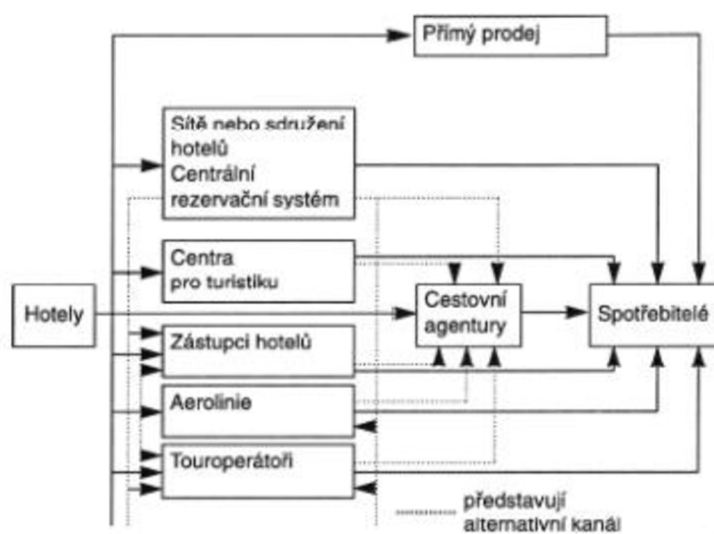 Přímý prodej
Sítě nebo sdružení
hotelů
Centrální
rezervační systém
Centra
pro turistiku
Hotely
Cestovní
agentury
Spotřebitelé
Zástupci hotelů
Aerolinie
Touroperátoři
představují
alternativní kanál